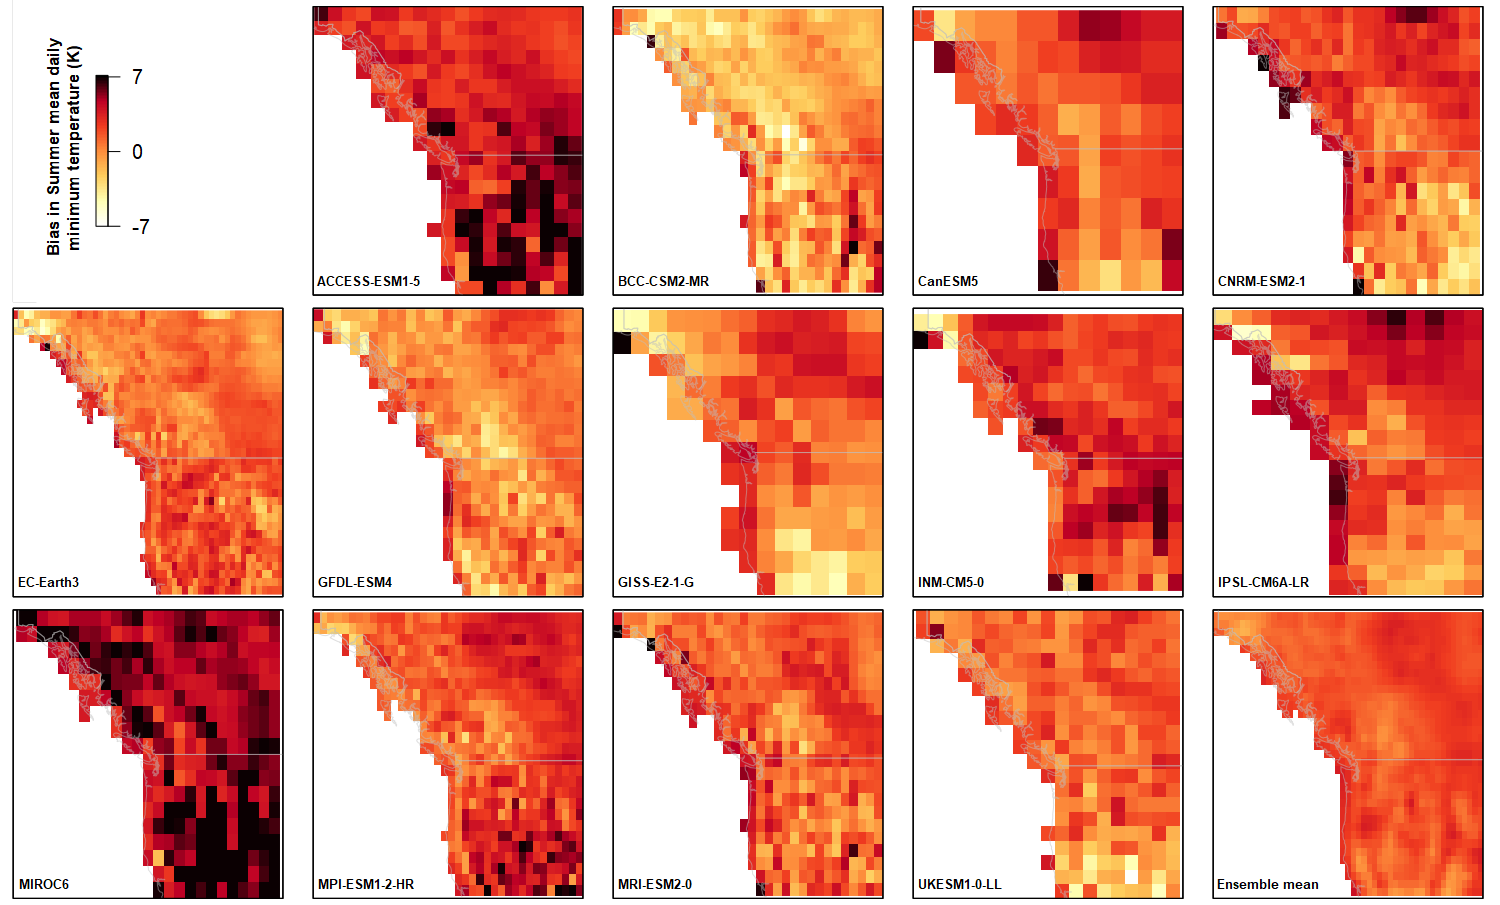 Bias in Summer mean daily
minimum temperature (K)
7
0
-7
ACCESS-ESM1-5
BCC-CSM2-MR
CanESM5
CNRM-ESM2-1
EC-Earth3
GFDL-ESM4
GISS-E2-1-G
INM-CM5-0
IPSL-CM6A-LR
MIROC6
MPI-ESM1-2-HR
MRI-ESM2-0
UKESM1-0-LL
Ensemble mean